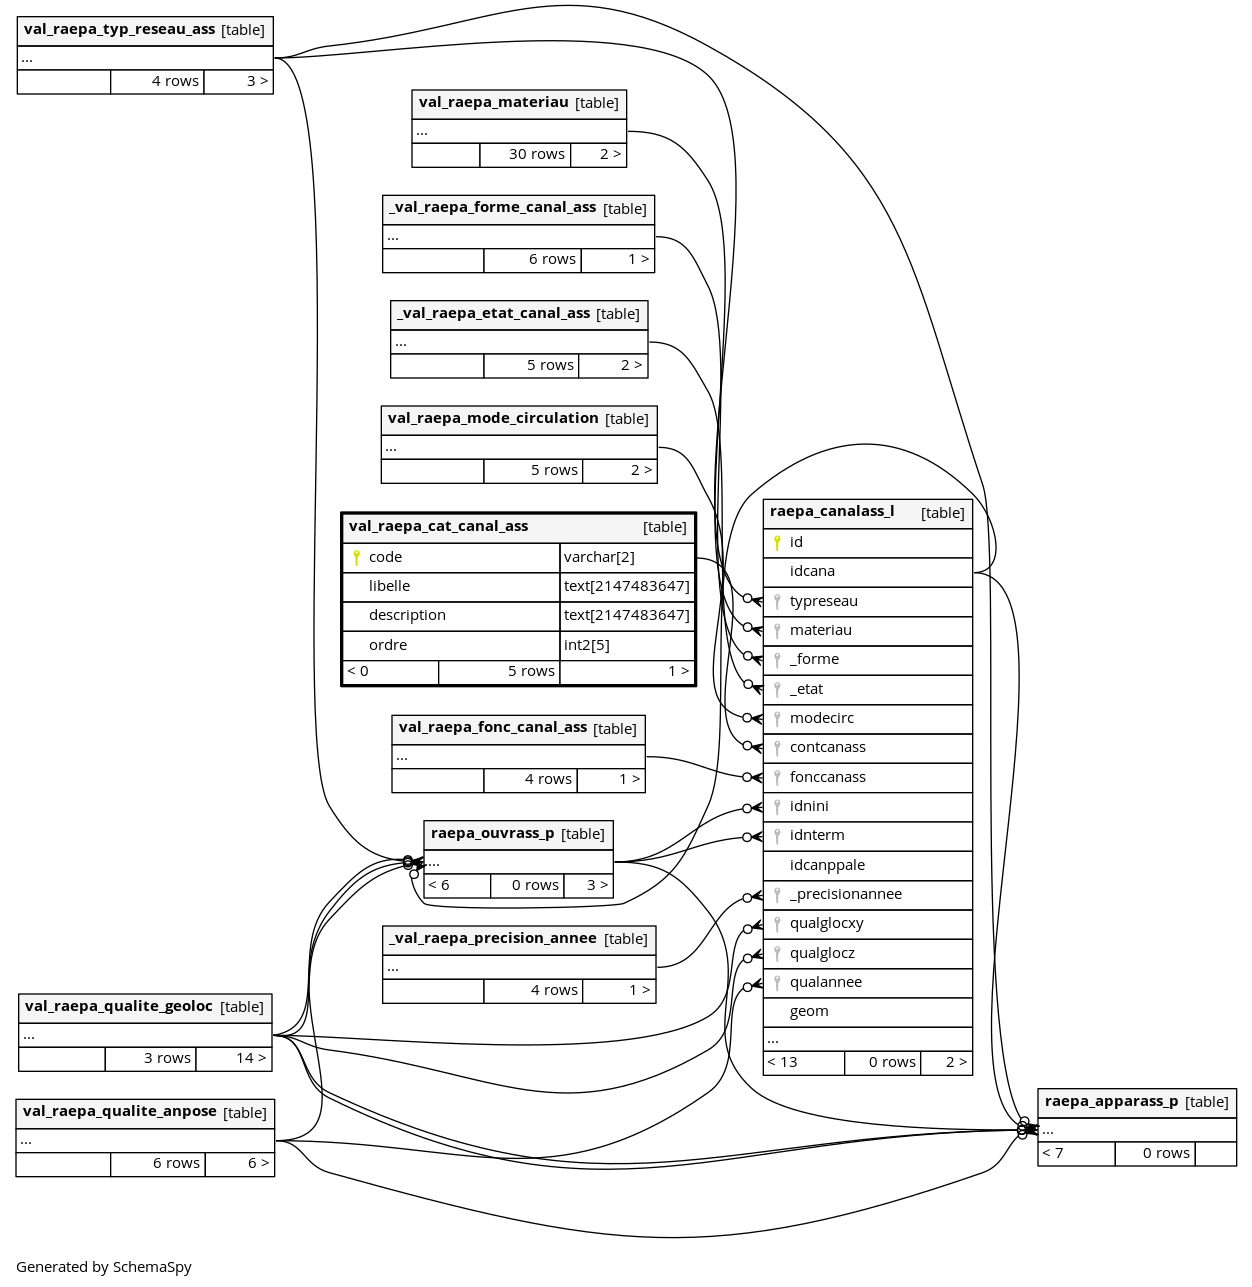 val_raepa_typ_reseau_ass [table]
...
4 rows 3 >
val_raepa_materiau [table]
...
30 rows 2 >
_val_raepa_forme_canal_ass [table]
...
6 rows 1 >
_val_raepa_etat_canal_ass [table]
...
5 rows 2 >
val_raepa_mode_circulation [table]
...
5 rows 2 >
val_raepa_cat_canal_ass [table]
code varchar[2]
libelle text[2147483647]
description text[2147483647]
ordre int2[5]
< 0 5 rows 1 >
raepa_canalass_l [table]
id
idcana
typreseau
materiau
_forme
_etat
modecirc
contcanass
fonccanass
idnini
idnterm
idcanppale
_precisionannee
qualglocxy
qualglocz
qualannee
geom
...
< 13 0 rows 2 >
val_raepa_fonc_canal_ass [table]
...
4 rows 1 >
raepa_ouvrass_p [table]
...
< 6 0 rows 3 >
_val_raepa_precision_annee [table]
...
4 rows 1 >
val_raepa_qualite_geoloc [table]
...
3 rows 14 >
val_raepa_qualite_anpose [table]
...
6 rows 6 >
raepa_apparass_p [table]
...
< 7 0 rows
Generated by SchemaSpy